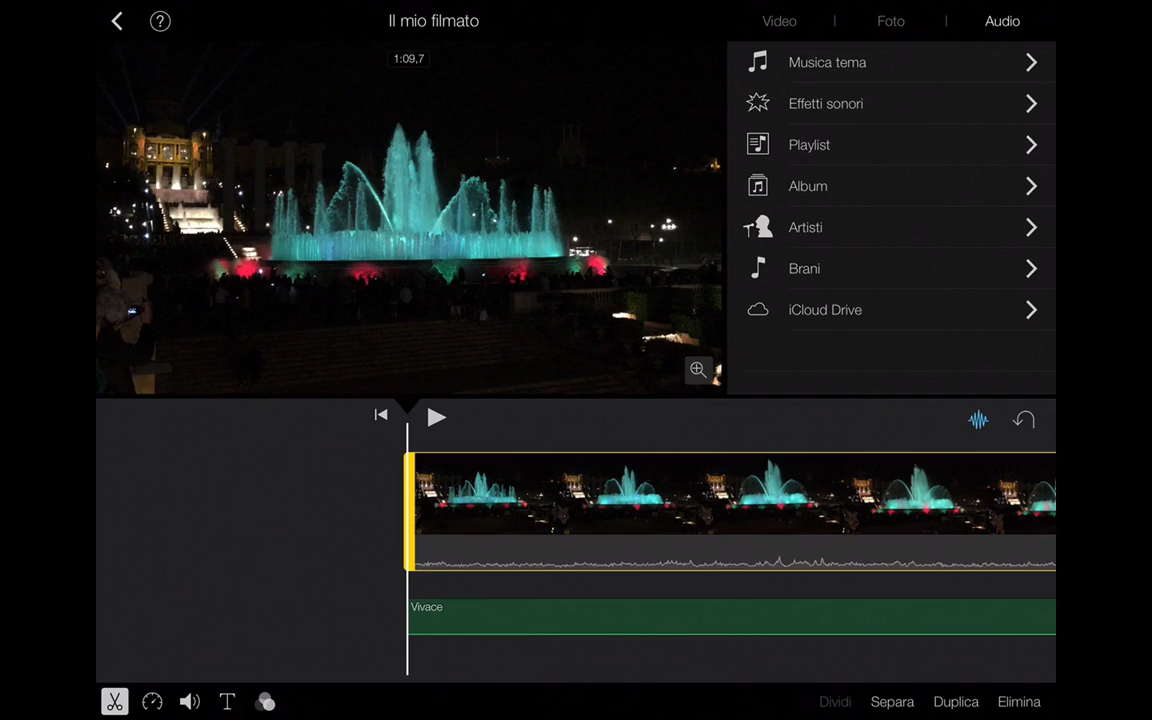 Il mio filmato
Video | Foto | Audio
1:09,7
Musica tema
Effetti sonori
Playlist
Album
Artisti
Brani
iCloud Drive
Vivace
Dividi Separa Duplica Elimina